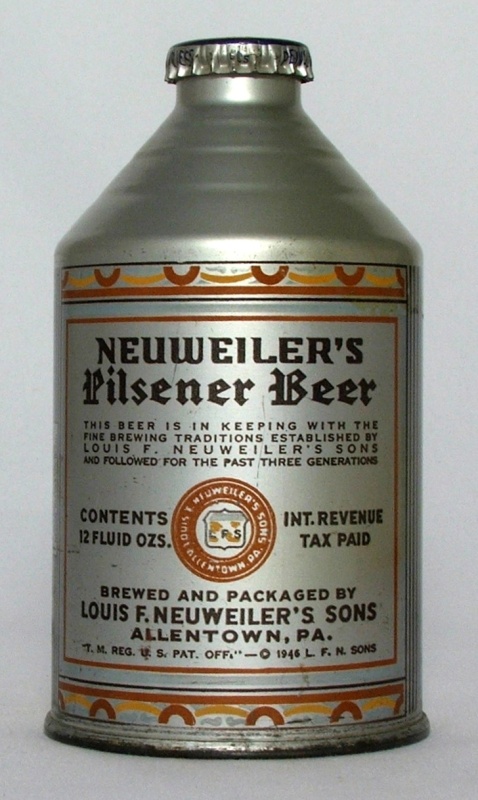 NEUWEILER'S
Pilsener Beer
THIS BEER IS IN KEEPING WITH THE
FINE BREWING TRADITIONS ESTABLISHED BY
LOUIS F. NEUWEILER'S SONS
AND FOLLOWED FOR THE PAST THREE GENERATIONS
CONTENTS
12 FLUID OZS.
LOUIS F. NEUWEILER'S SONS
ALLENTOWN, PA.
INT. REVENUE
TAX PAID
BREWED AND PACKAGED BY
LOUIS F. NEUWEILER'S SONS
ALLENTOWN, PA.
"T. M. REG. U. S. PAT. OFF." — © 1946 L. F. N. SONS